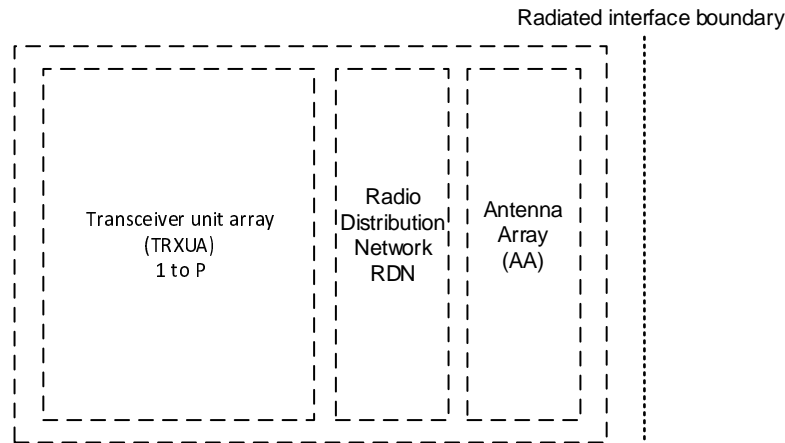 Radiated interface boundary
Transceiver unit array
(TRXUA)
1 to P
Radio
Distribution
Network
RDN
Antenna
Array
(AA)